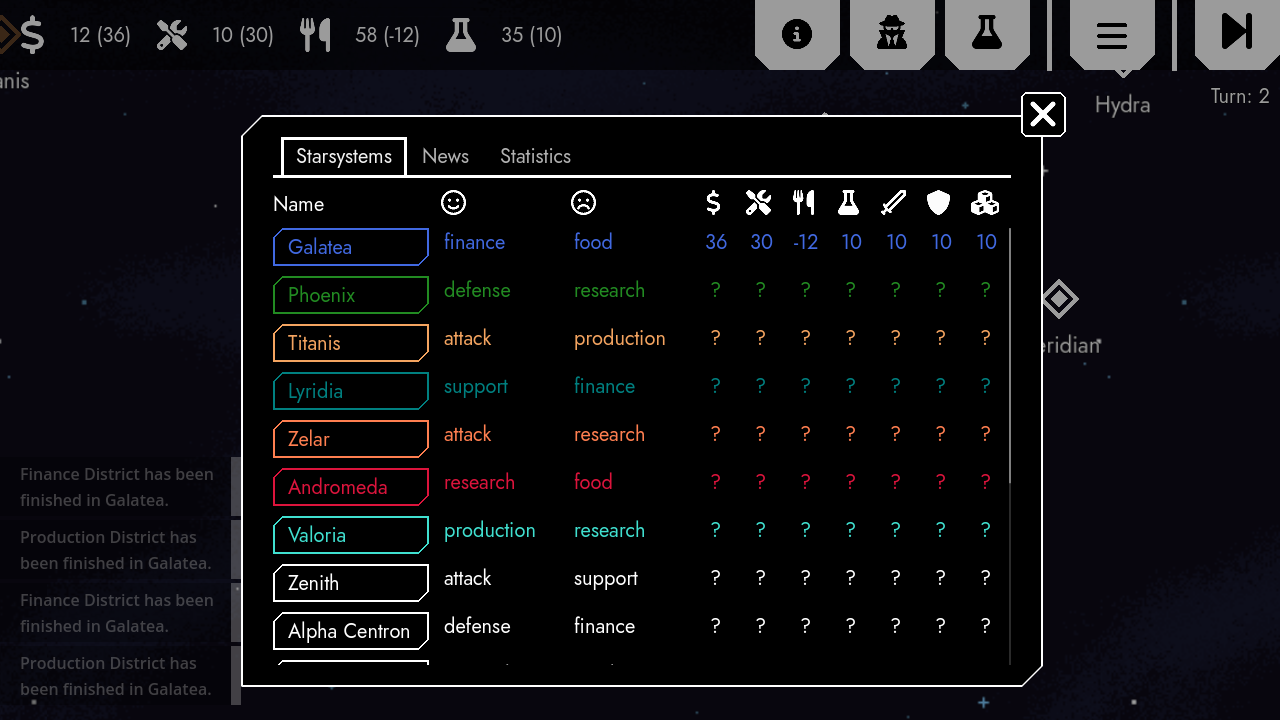 12 (36) 10 (30) 58 (-12) 35 (10)
anis
Hydra
Turn: 2
Starsystems News Statistics
Name
Galatea finance food 36 30 -12 10 10 10 10
Phoenix defense research ? ? ? ? ? ? ?
Titanis attack production ? ? ? ? ? ? ?
Lyridia support finance ? ? ? ? ? ? ?
Zelar attack research ? ? ? ? ? ? ?
Andromeda research food ? ? ? ? ? ? ?
Valoria production research ? ? ? ? ? ? ?
Zenith attack support ? ? ? ? ? ? ?
Alpha Centron defense finance ? ? ? ? ? ? ?
eridian
Finance District has been
finished in Galatea.
Production District has
been finished in Galatea.
Finance District has been
finished in Galatea.
Production District has
been finished in Galatea.